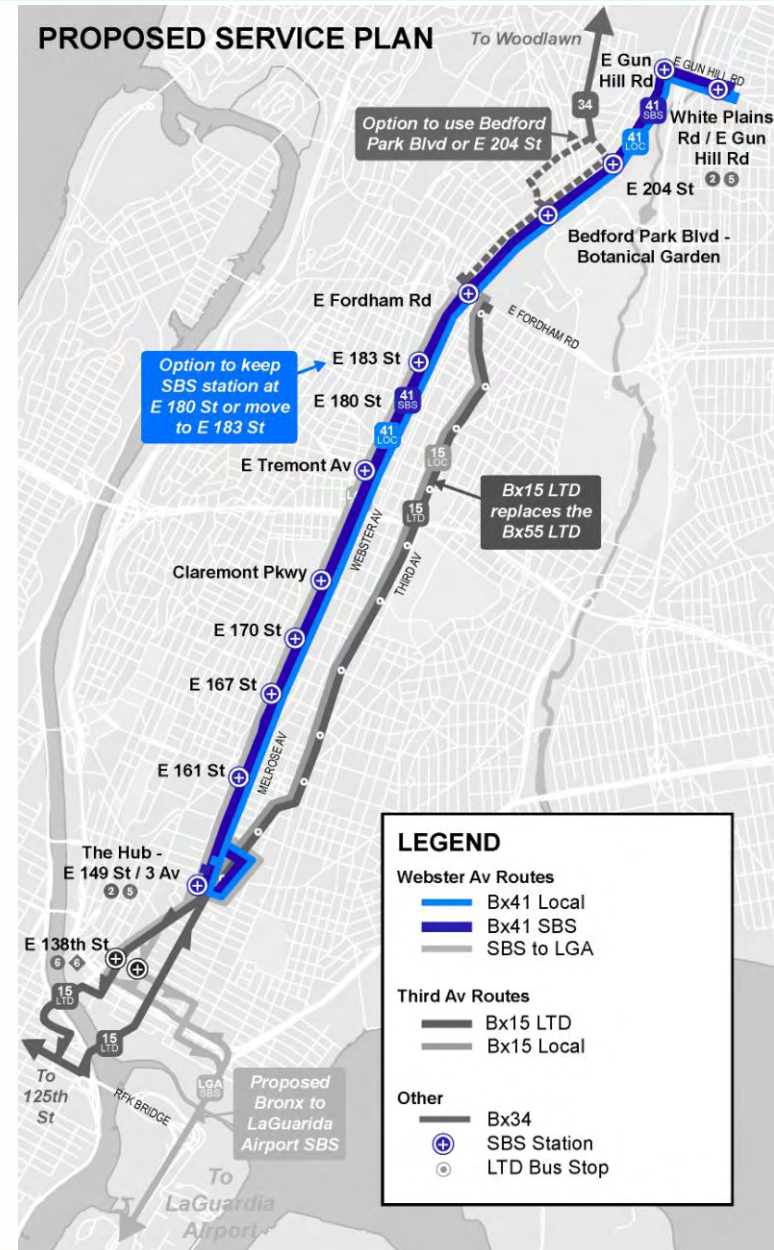 PROPOSED SERVICE PLAN
To Woodlawn
34
E Gun
Hill Rd
E GUN HILL RD
41
SBS
41
LOC
White Plains
Rd / E Gun
Hill Rd
2 5
Option to use Bedford
Park Blvd or E 204 St
E 204 St
Bedford Park Blvd -
Botanical Garden
E Fordham Rd
E FORDHAM RD
Option to keep
SBS station at
E 180 St or move
to E 183 St
E 183 St
E 180 St
41
SBS
41
LOC
E Tremont Av
15
LOC
15
LTD
Bx15 LTD
replaces the
Bx55 LTD
WEBSTER AV
THIRD AV
Claremont Pkwy
E 170 St
E 167 St
MELROSE AV
E 161 St
The Hub -
E 149 St / 3 Av
2 5
E 138th St
6 6
15
LTD
15
LTD
To
125th
St
RFK BRIDGE
LGA
SBS
Proposed
Bronx to
LaGuarida
Airport SBS
To
LaGuardia
Airport
LEGEND
Webster Av Routes
Bx41 Local
Bx41 SBS
SBS to LGA
Third Av Routes
Bx15 LTD
Bx15 Local
Other
Bx34
SBS Station
LTD Bus Stop